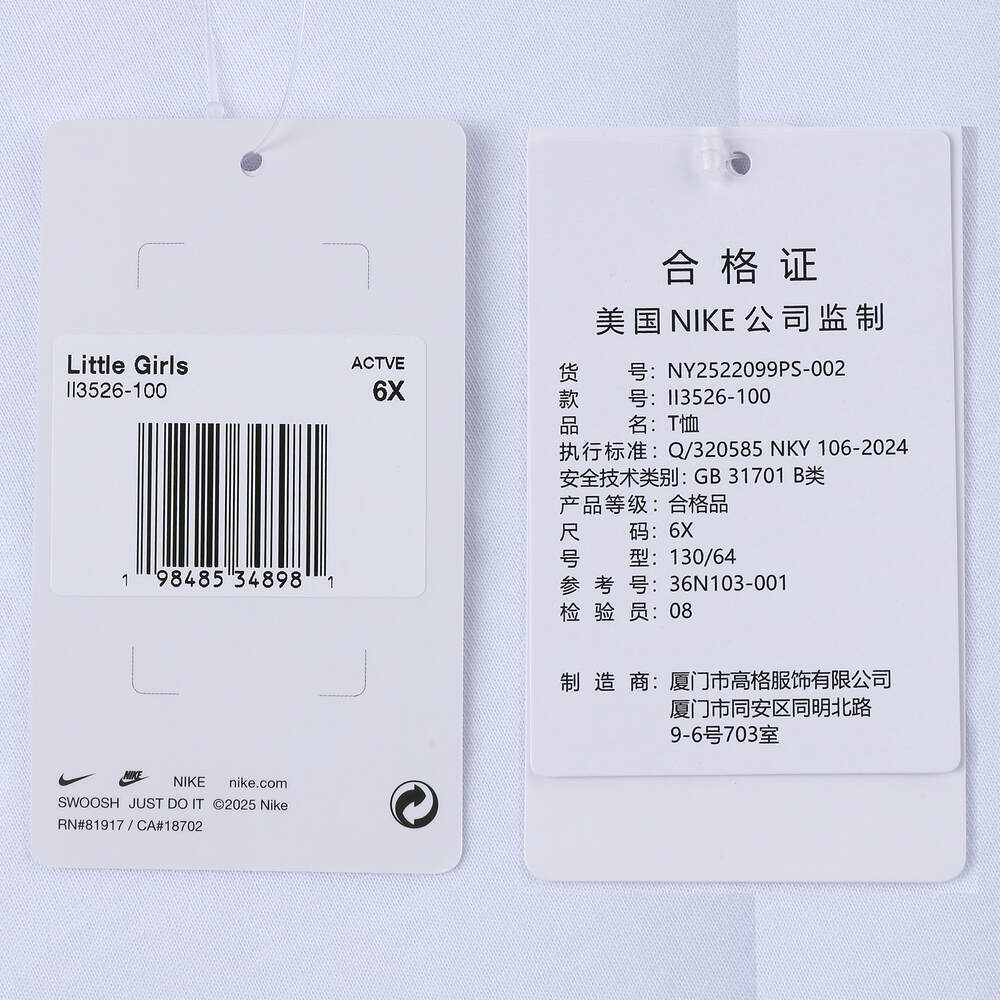 Little Girls
ACTVE
II3526-100
6X
1 98485 34898 1
NIKE
NIKE nike.com
SWOOSH JUST DO IT ©2025 Nike
RN#81917 / CA#18702
合格证
美国NIKE公司监制
货号：NY2522099PS-002
款号：II3526-100
品名：T恤
执行标准：Q/320585 NKY 106-2024
安全技术类别：GB 31701 B类
产品等级：合格品
尺码：6X
号型：130/64
参考号：36N103-001
检验员：08
制造商：厦门市高格服饰有限公司
厦门市同安区同明北路
9-6号703室